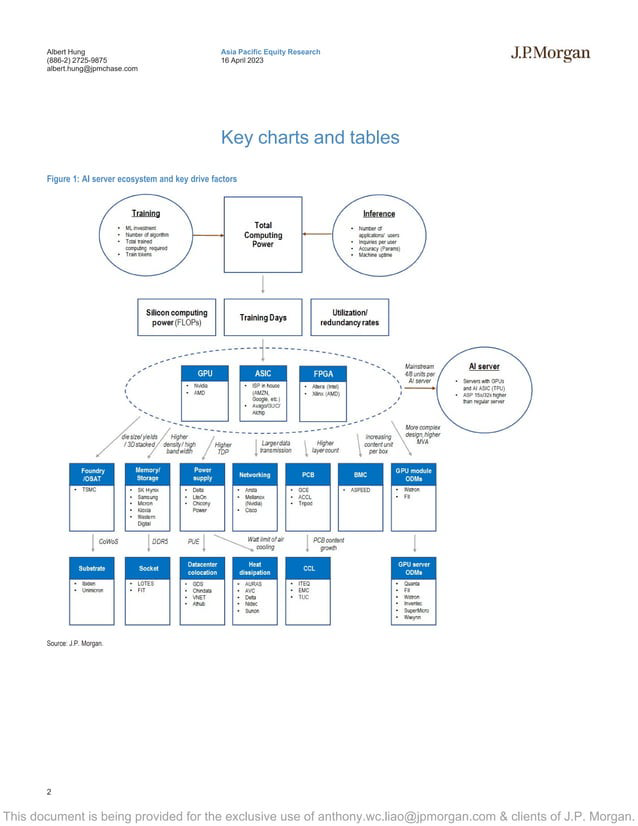 Albert Hung
(886-2) 2725-9875
albert.hung@jpmchase.com
Asia Pacific Equity Research
16 April 2023
J.P.Morgan
Key charts and tables
Figure 1: AI server ecosystem and key drive factors
Training
• ML investment
• Number of algorithm
• Total trained
computing required
• Train tokens
Total
Computing
Power
Inference
• Number of
applications/ users
• Inquiries per user
• Accuracy (Params)
• Machine uptime
Silicon computing
power (FLOPs)
Training Days
Utilization/
redundancy rates
GPU
• Nvidia
• AMD
ASIC
• ISP in house
(AMZN,
Google, etc.)
• Avago/GUC/
Alchip
FPGA
• Altera (Intel)
• Xilinx (AMD)
Mainstream
4/8 units per
AI server
AI server
• Servers with GPUs
and AI ASIC (TPU)
• ASP 15x/32x higher
than regular server
die size/ yields
/ 3D stacked
Higher
density / high
band width
Higher
TDP
Larger data
transmission
Higher
layer count
Increasing
content unit
per box
More complex
design, higher
MVA
Foundry
/OSAT
• TSMC
Memory/
Storage
• SK Hynix
• Samsung
• Micron
• Kioxia
• Western
Digital
Power
supply
• Delta
• LiteOn
• Chicony
Power
Networking
• Arista
• Mellanox
(Nvidia)
• Cisco
PCB
• GCE
• ACCL
• Tripod
BMC
• ASPEED
GPU module
ODMs
• Wistron
• FII
CoWoS
DDR5
PUE
Watt limit of air
cooling
PCB content
growth
Substrate
• Ibiden
• Unimicron
Socket
• LOTES
• FIT
Datacenter
colocation
• GDS
• Chindata
• VNET
• Athub
Heat
dissipation
• AURAS
• AVC
• Delta
• Nidec
• Sunon
CCL
• ITEQ
• EMC
• TUC
GPU server
ODMs
• Quanta
• FII
• Wistron
• Inventec
• SuperMicro
• Wiwynn
Source: J.P. Morgan.
2
This document is being provided for the exclusive use of anthony.wc.liao@jpmorgan.com & clients of J.P. Morgan.